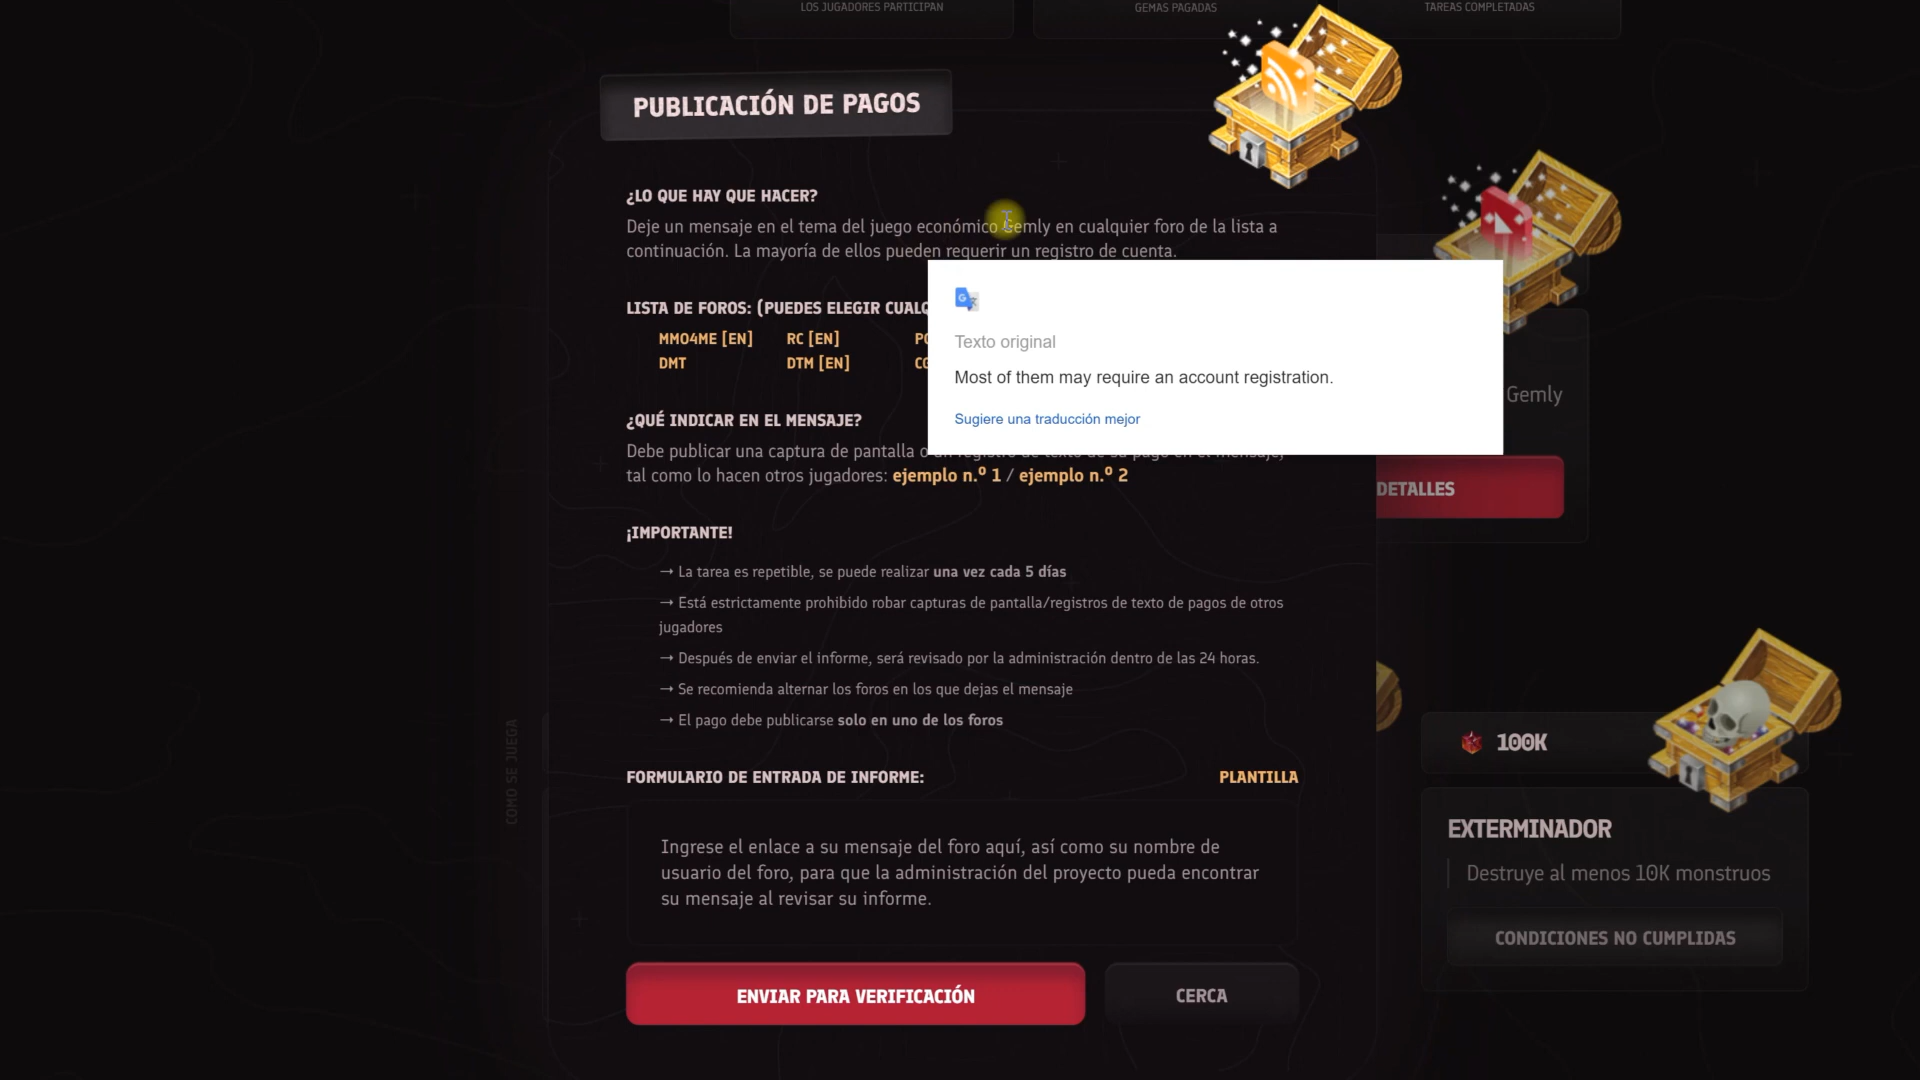 LOS JUGADORES PARTICIPAN
GEMAS PAGADAS
TAREAS COMPLETADAS
PUBLICACIÓN DE PAGOS
¿LO QUE HAY QUE HACER?
Deje un mensaje en el tema del juego económico Gemly en cualquier foro de la lista a
continuación. La mayoría de ellos pueden requerir un registro de cuenta.
LISTA DE FOROS: (PUEDES ELEGIR
MMO4ME [EN]
RC [EN]
DMT
DTM [EN]
Texto original
Most of them may require an account registration.
Sugiere una traducción mejor
Gemly
DETALLES
¿QUÉ INDICAR EN EL MENSAJE?
Debe publicar una captura de pantalla o un registro de texto de su pago en el mensaje,
tal como lo hacen otros jugadores: ejemplo n.º 1 / ejemplo n.º 2
¡IMPORTANTE!
→ La tarea es repetible, se puede realizar una vez cada 5 días
→ Está estrictamente prohibido robar capturas de pantalla/registros de texto de pagos de otros
jugadores
→ Después de enviar el informe, será revisado por la administración dentro de las 24 horas.
→ Se recomienda alternar los foros en los que dejas el mensaje
→ El pago debe publicarse solo en uno de los foros
COMO SE JUEGA
FORMULARIO DE ENTRADA DE INFORME:
PLANTILLA
Ingrese el enlace a su mensaje del foro aquí, así como su nombre de
usuario del foro, para que la administración del proyecto pueda encontrar
su mensaje al revisar su informe.
ENVIAR PARA VERIFICACIÓN
CERCA
100K
EXTERMINADOR
Destruye al menos 10K monstruos
CONDICIONES NO CUMPLIDAS